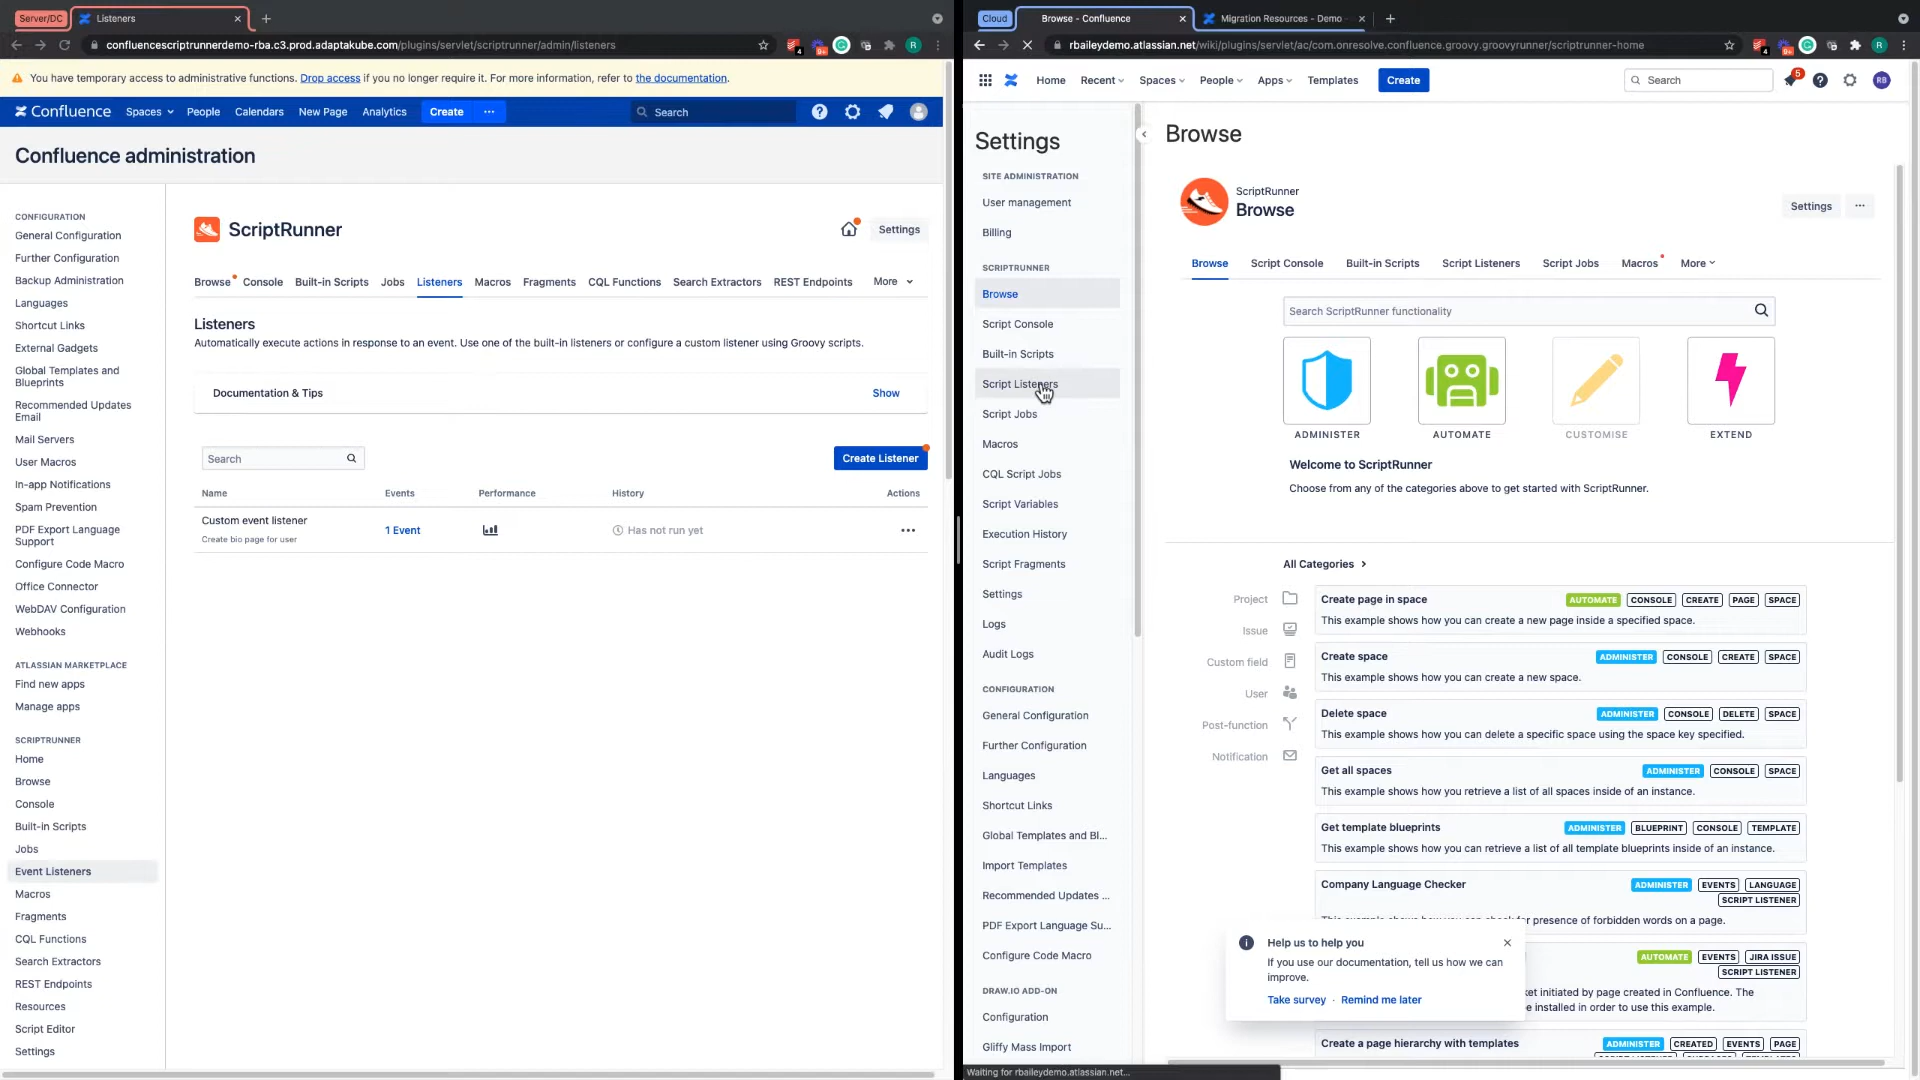 Server/DC
Listeners
confluencescriptrunnerdemo-rba.c3.prod.adaptakube.com/plugins/servlet/scriptrunner/admin/listeners
You have temporary access to administrative functions. Drop access if you no longer require it. For more information, refer to the documentation.
Confluence Spaces People Calendars New Page Analytics Create Search
Confluence administration
CONFIGURATION
General Configuration
Further Configuration
Backup Administration
Languages
Shortcut Links
External Gadgets
Global Templates and
Blueprints
Recommended Updates
Email
Mail Servers
User Macros
In-app Notifications
Spam Prevention
PDF Export Language
Support
Configure Code Macro
Office Connector
WebDAV Configuration
Webhooks
ATLASSIAN MARKETPLACE
Find new apps
Manage apps
SCRIPTRUNNER
Home
Browse
Console
Built-in Scripts
Jobs
Event Listeners
Macros
Fragments
CQL Functions
Search Extractors
REST Endpoints
Resources
Script Editor
Settings
ScriptRunner
Settings
Browse Console Built-in Scripts Jobs Listeners Macros Fragments CQL Functions Search Extractors REST Endpoints More
Listeners
Automatically execute actions in response to an event. Use one of the built-in listeners or configure a custom listener using Groovy scripts.
Documentation & Tips Show
Search
Create Listener
Name Events Performance History Actions
Custom event listener
Create bio page for user
1 Event
Has not run yet
Cloud
Browse - Confluence
Migration Resources - Demo
rbaileydemo.atlassian.net/wiki/plugins/servlet/ac/com.onresolve.confluence.groovy.groovyrunner/scriptrunner-home
Home Recent Spaces People Apps Templates Create Search 5 RB
Settings
SITE ADMINISTRATION
User management
Billing
SCRIPTRUNNER
Browse
Script Console
Built-in Scripts
Script Listeners
Script Jobs
Macros
CQL Script Jobs
Script Variables
Execution History
Script Fragments
Settings
Logs
Audit Logs
CONFIGURATION
General Configuration
Further Configuration
Languages
Shortcut Links
Global Templates and Bl...
Import Templates
Recommended Updates ...
PDF Export Language Su...
Configure Code Macro
DRAW.IO ADD-ON
Configuration
Gliffy Mass Import
Browse
ScriptRunner
Browse
Settings
Browse Script Console Built-in Scripts Script Listeners Script Jobs Macros More
Search ScriptRunner functionality
ADMINISTER AUTOMATE CUSTOMISE EXTEND
Welcome to ScriptRunner
Choose from any of the categories above to get started with ScriptRunner.
All Categories
Project
Issue
Custom field
User
Post-function
Notification
Create page in space AUTOMATE CONSOLE CREATE PAGE SPACE
This example shows how you can create a new page inside a specified space.
Create space ADMINISTER CONSOLE CREATE SPACE
This example shows how you can create a new space.
Delete space ADMINISTER CONSOLE DELETE SPACE
This example shows how you can delete a specific space using the space key specified.
Get all spaces ADMINISTER CONSOLE SPACE
This example shows how you retrieve a list of all spaces inside of an instance.
Get template blueprints ADMINISTER BLUEPRINT CONSOLE TEMPLATE
This example shows how you can retrieve a list of all template blueprints inside of an instance.
Company Language Checker ADMINISTER EVENTS LANGUAGE
SCRIPT LISTENER
This example shows how you can check for presence of forbidden words on a page.
AUTOMATE EVENTS JIRA ISSUE
SCRIPT LISTENER
ket initiated by page created in Confluence. The
e installed in order to use this example.
Create a page hierarchy with templates ADMINISTER CREATED EVENTS PAGE
Help us to help you
If you use our documentation, tell us how we can
improve.
Take survey · Remind me later
Waiting for rbaileydemo.atlassian.net...